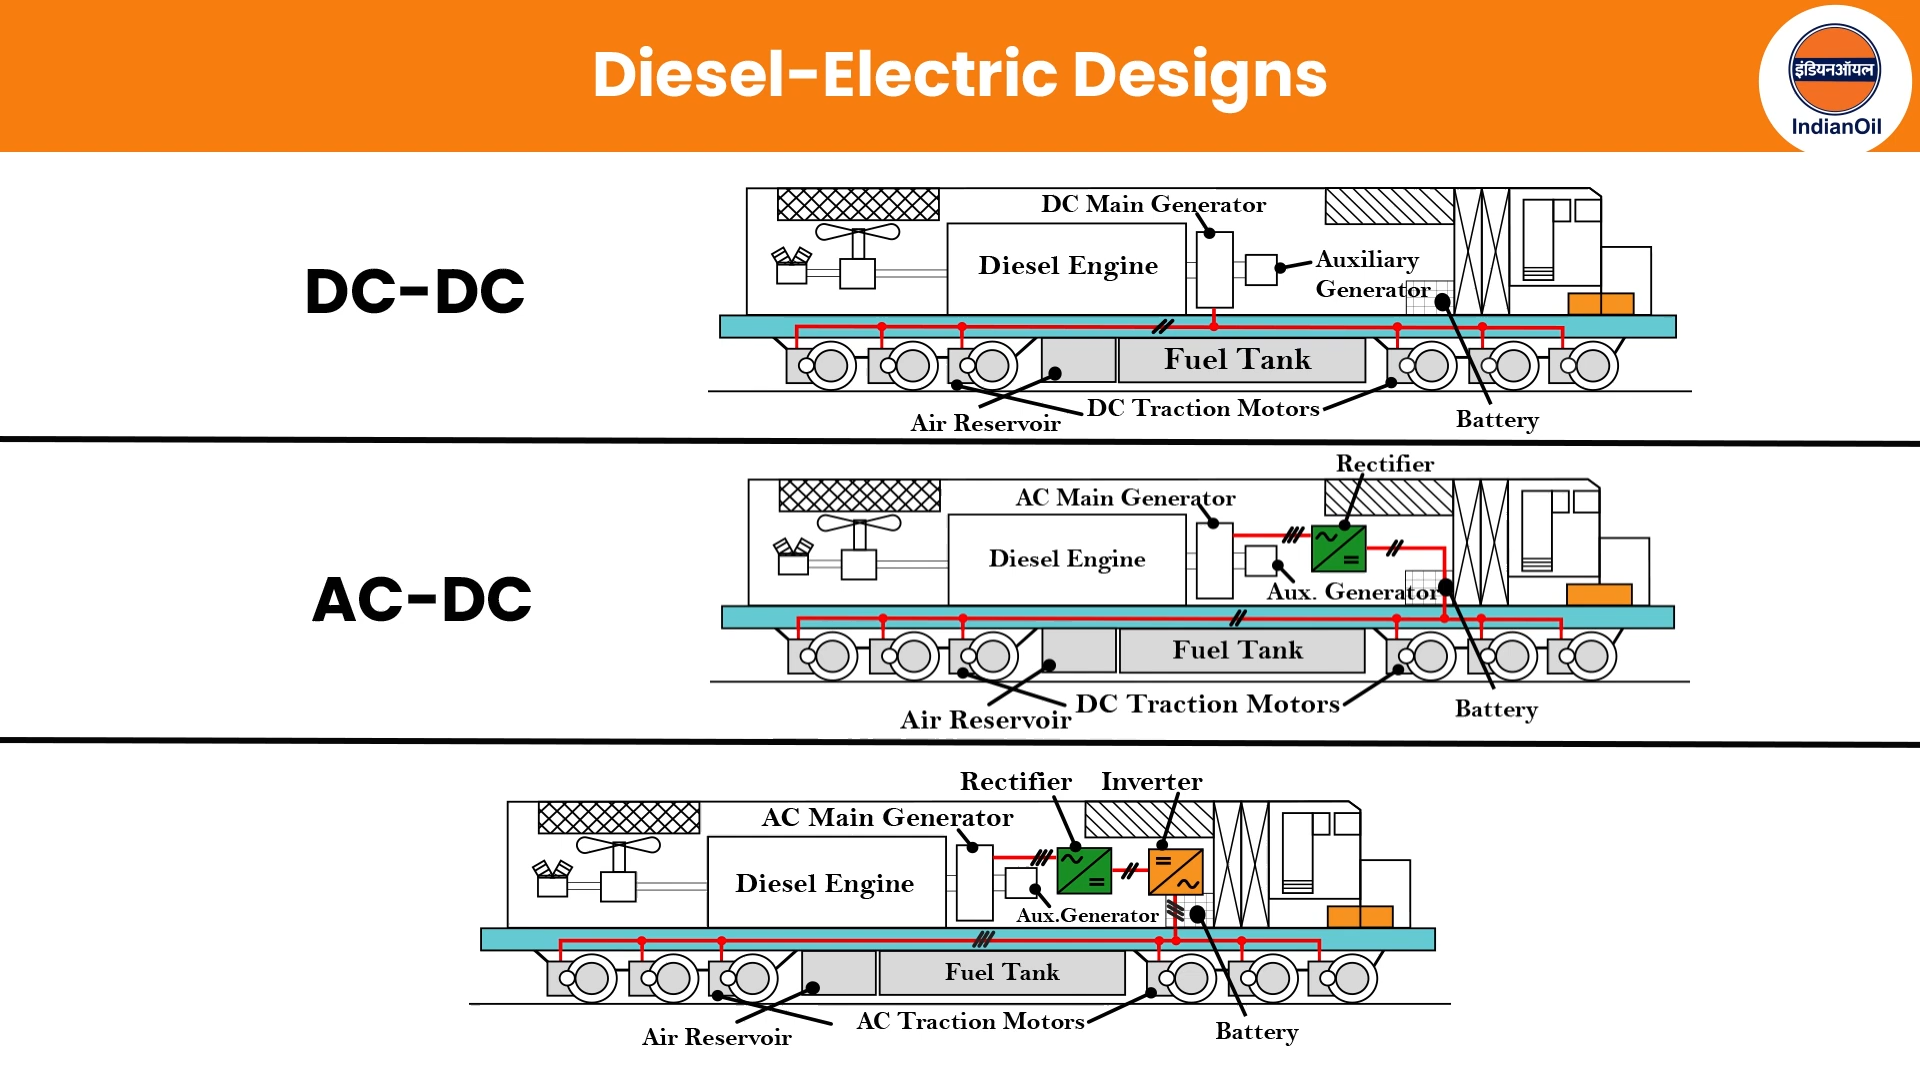 Diesel-Electric Designs
इंडियनऑयल
IndianOil
DC-DC
DC Main Generator
Diesel Engine
Auxiliary
Generator
Fuel Tank
DC Traction Motors
Air Reservoir
Battery
AC-DC
Rectifier
AC Main Generator
Diesel Engine
Aux. Generator
Fuel Tank
DC Traction Motors
Air Reservoir
Battery
Rectifier Inverter
AC Main Generator
Diesel Engine
Aux.Generator
Fuel Tank
AC Traction Motors
Air Reservoir
Battery